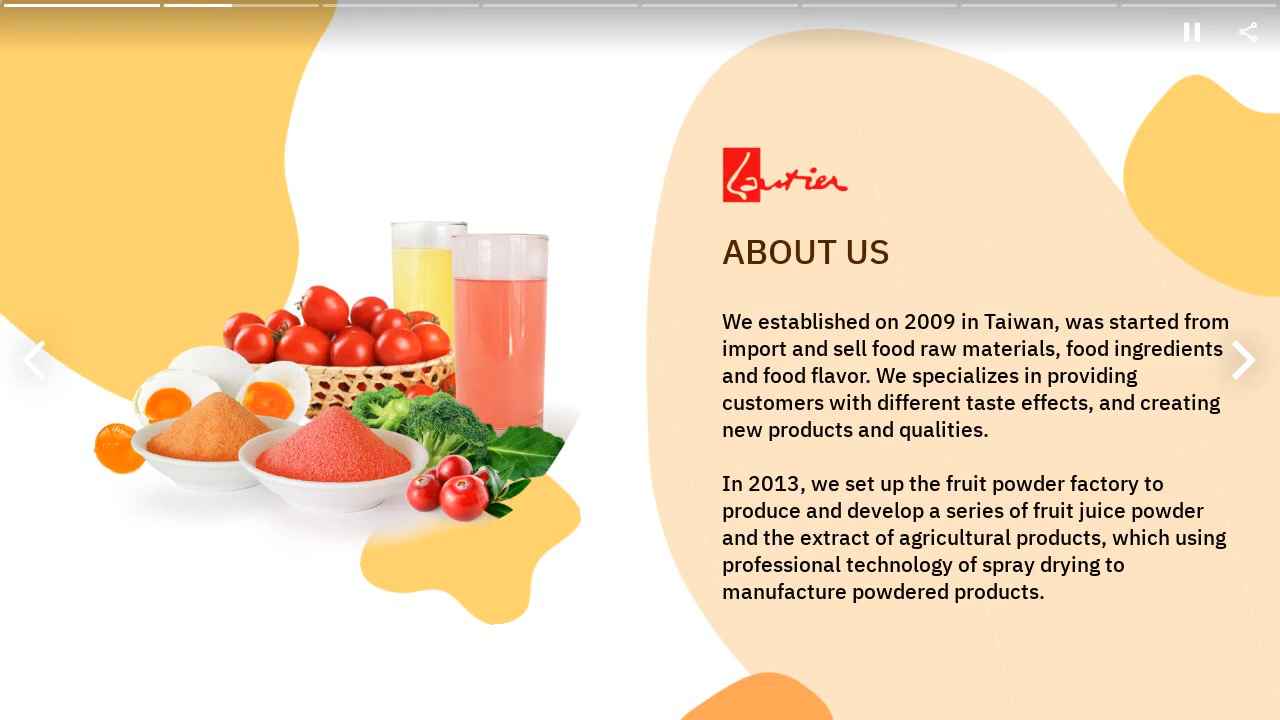 Lautier
ABOUT US
We established on 2009 in Taiwan, was started from
import and sell food raw materials, food ingredients
and food flavor. We specializes in providing
customers with different taste effects, and creating
new products and qualities.
In 2013, we set up the fruit powder factory to
produce and develop a series of fruit juice powder
and the extract of agricultural products, which using
professional technology of spray drying to
manufacture powdered products.